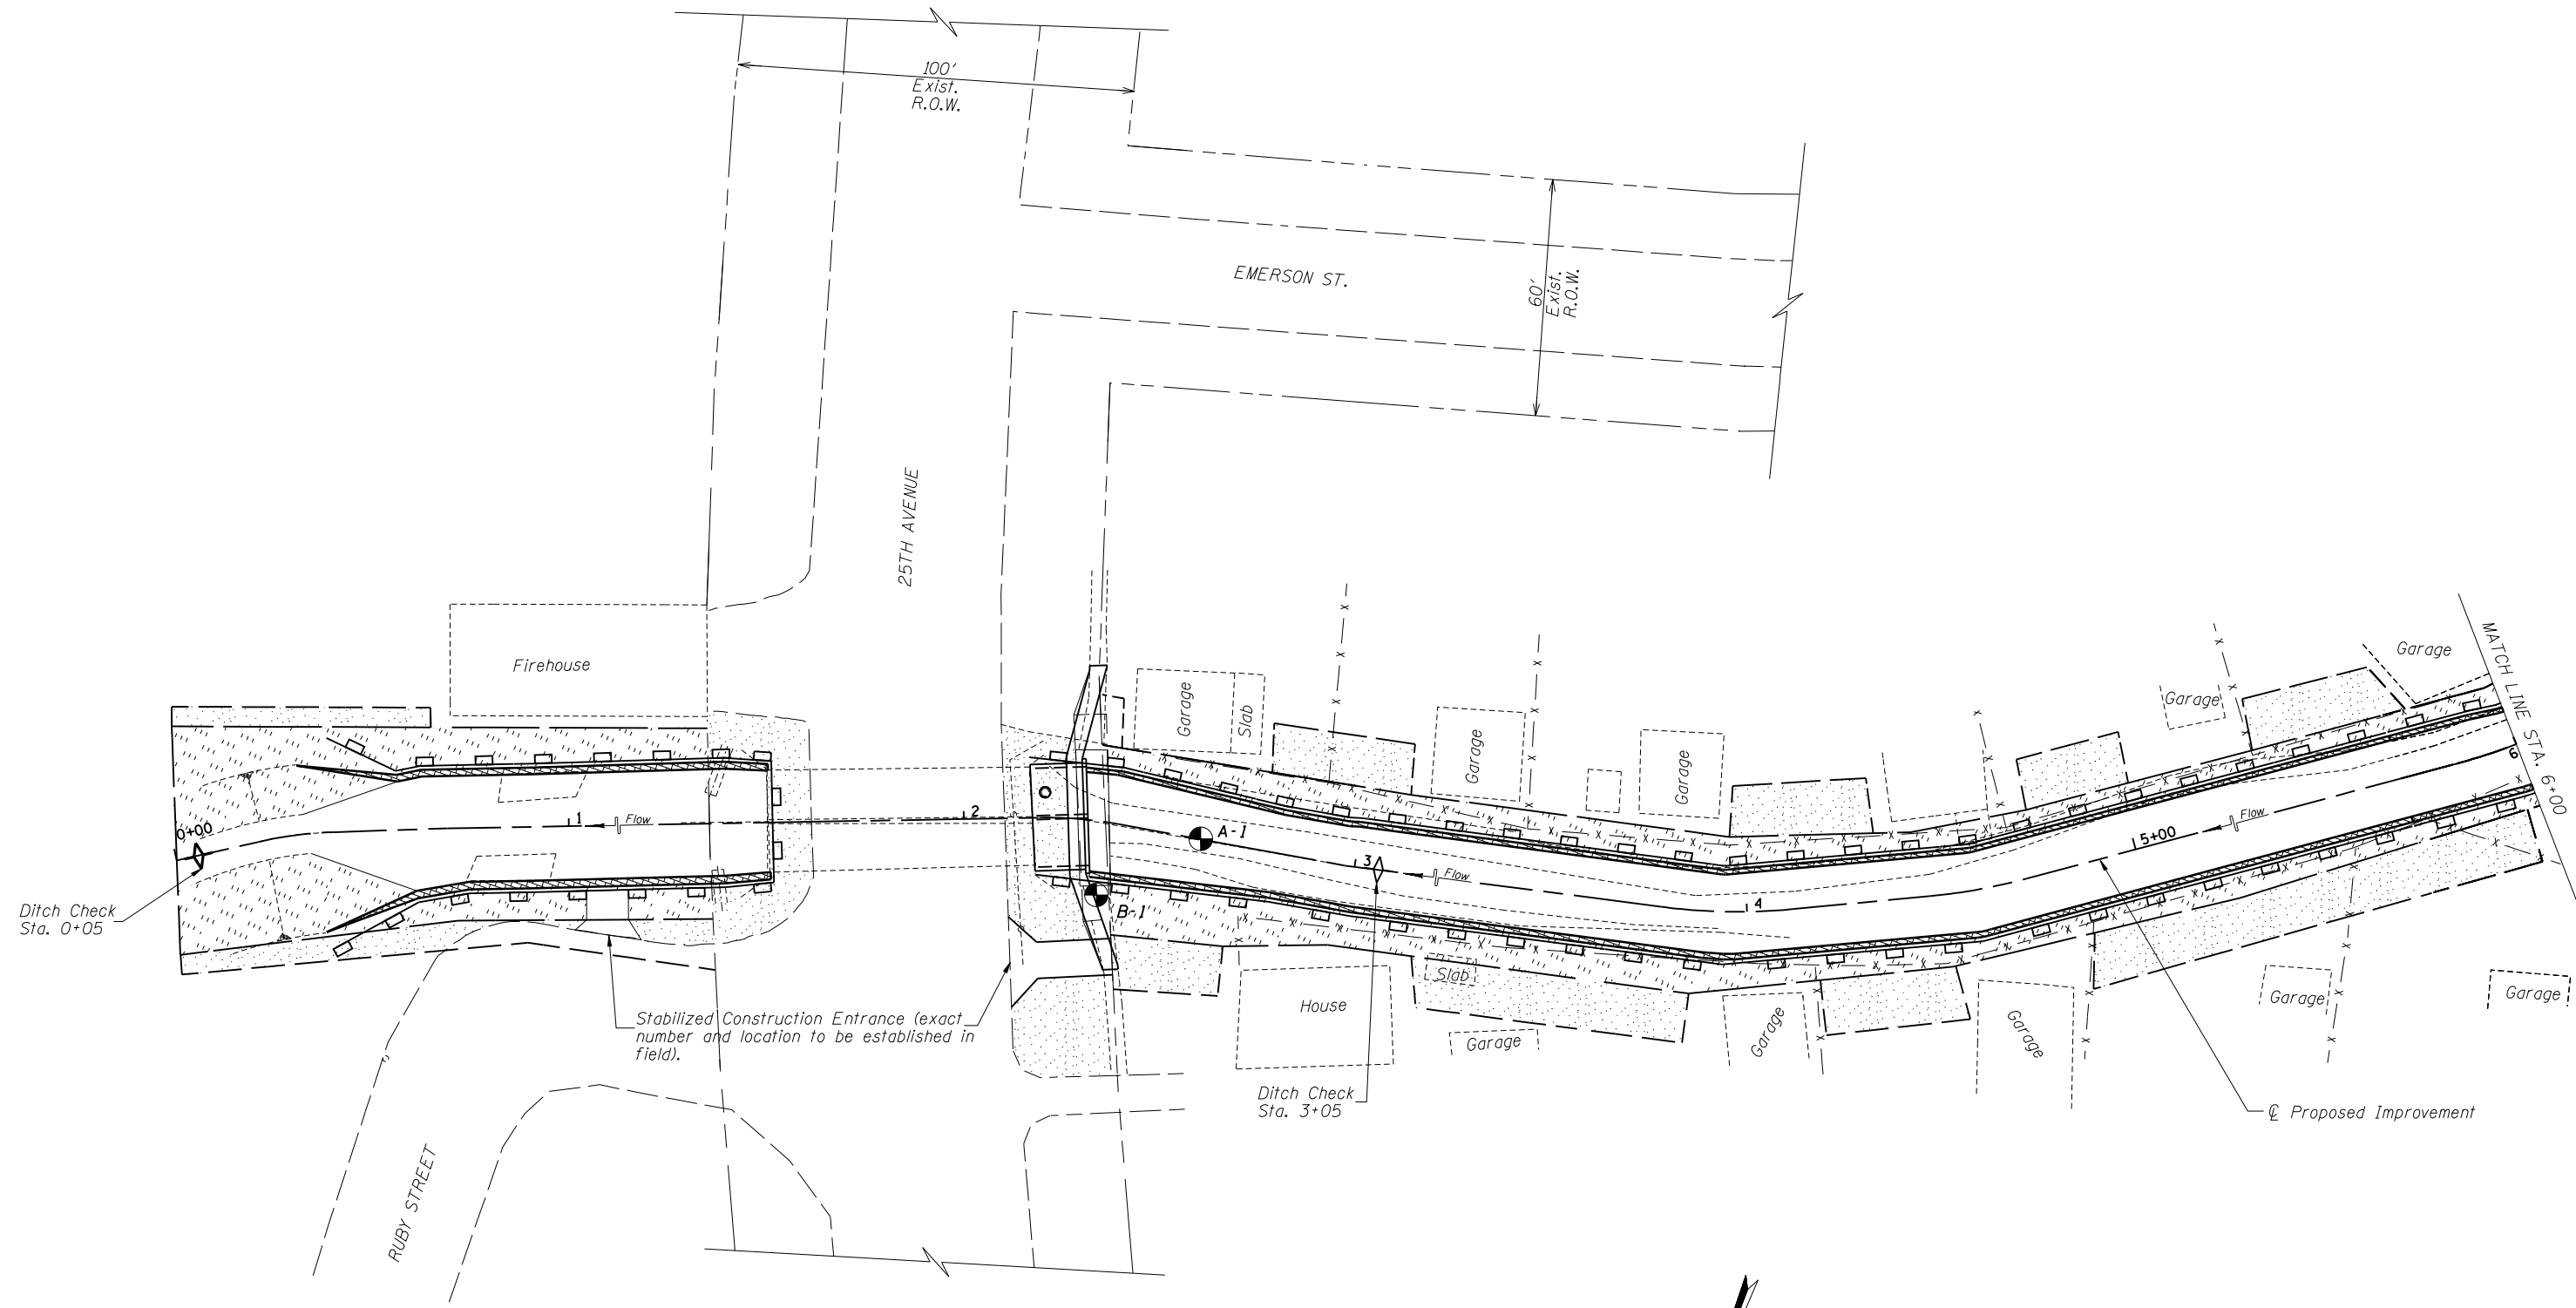 100'
Exist.
R.O.W.
EMERSON ST.
60'
Exist.
R.O.W.
25TH AVENUE
Firehouse
Garage
Slab
Garage
Garage
Garage
Garage
MATCH LINE STA. 6+00
0+00
1
Flow
2
A-1
B-1
3
Flow
4
5+00
Flow
6
Ditch Check
Sta. 0+05
Stabilized Construction Entrance (exact
number and location to be established in
field).
House
Slab
Garage
Garage
Garage
Garage
Garage
Ditch Check
Sta. 3+05
℄ Proposed Improvement
RUBY STREET